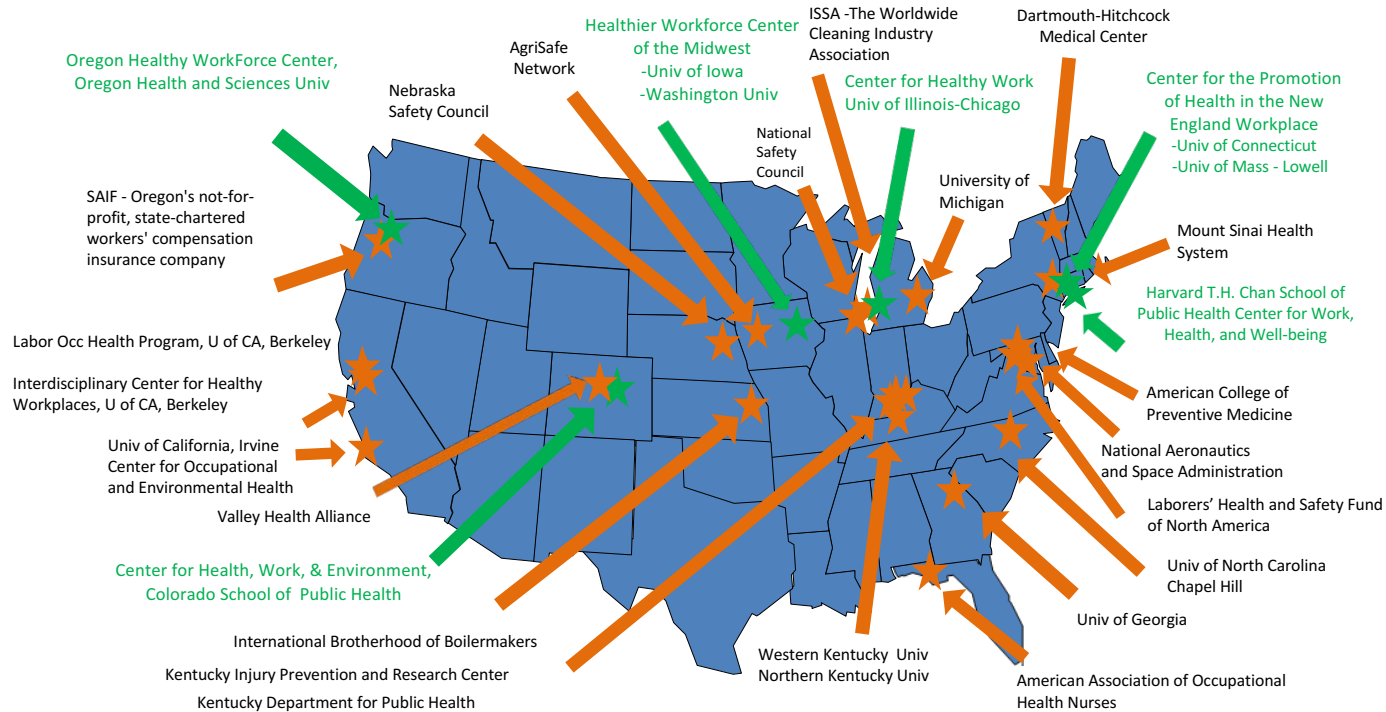 Oregon Healthy WorkForce Center,
Oregon Health and Sciences Univ
Nebraska
Safety Council
AgriSafe
Network
Healthier Workforce Center
of the Midwest
-Univ of Iowa
-Washington Univ
ISSA -The Worldwide
Cleaning Industry
Association
National
Safety
Council
Center for Healthy Work
Univ of Illinois-Chicago
University of
Michigan
Dartmouth-Hitchcock
Medical Center
Center for the Promotion
of Health in the New
England Workplace
-Univ of Connecticut
-Univ of Mass - Lowell
SAIF - Oregon's not-for-
profit, state-chartered
workers' compensation
insurance company
Mount Sinai Health
System
Harvard T.H. Chan School of
Public Health Center for Work,
Health, and Well-being
Labor Occ Health Program, U of CA, Berkeley
Interdisciplinary Center for Healthy
Workplaces, U of CA, Berkeley
Univ of California, Irvine
Center for Occupational
and Environmental Health
Valley Health Alliance
Center for Health, Work, & Environment,
Colorado School of Public Health
International Brotherhood of Boilermakers
Kentucky Injury Prevention and Research Center
Kentucky Department for Public Health
Western Kentucky Univ
Northern Kentucky Univ
American College of
Preventive Medicine
National Aeronautics
and Space Administration
Laborers’ Health and Safety Fund
of North America
Univ of North Carolina
Chapel Hill
Univ of Georgia
American Association of Occupational
Health Nurses